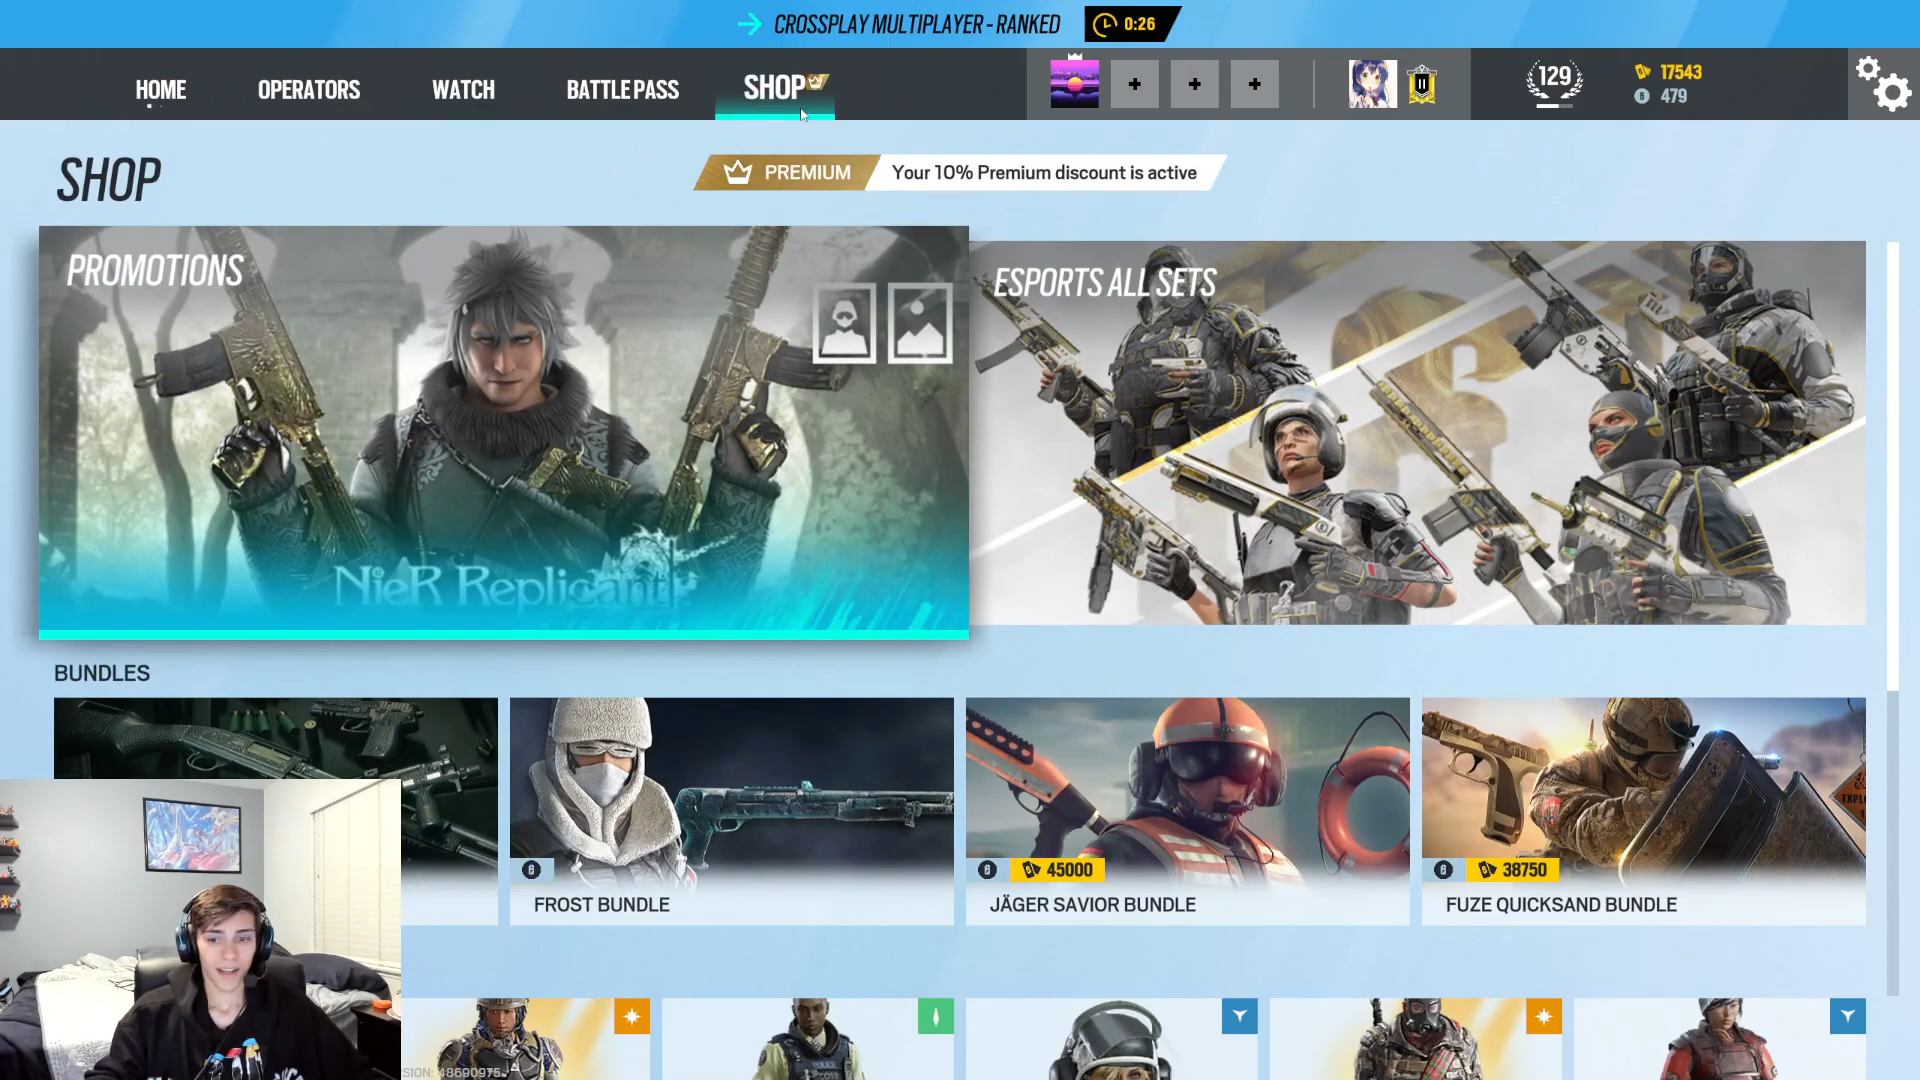 CROSSPLAY MULTIPLAYER - RANKED
0:26
HOME
OPERATORS
WATCH
BATTLE PASS
SHOP
+
+
+
II
129
17543
479
SHOP
PREMIUM
Your 10% Premium discount is active
PROMOTIONS
NieR Replicant
ESPORTS ALL SETS
BUNDLES
FROST BUNDLE
45000
JÄGER SAVIOR BUNDLE
38750
FUZE QUICKSAND BUNDLE
POLICE